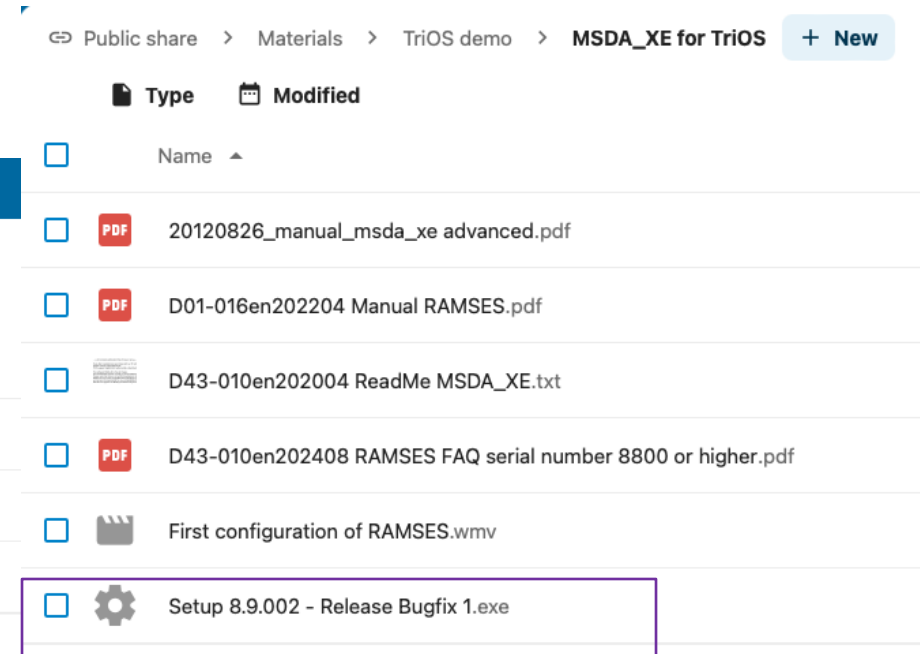 Public share > Materials > TriOS demo > MSDA_XE for TriOS + New
Type Modified
Name
PDF 20120826_manual_msda_xe advanced.pdf
PDF D01-016en202204 Manual RAMSES.pdf
D43-010en202004 ReadMe MSDA_XE.txt
PDF D43-010en202408 RAMSES FAQ serial number 8800 or higher.pdf
First configuration of RAMSES.wmv
Setup 8.9.002 - Release Bugfix 1.exe